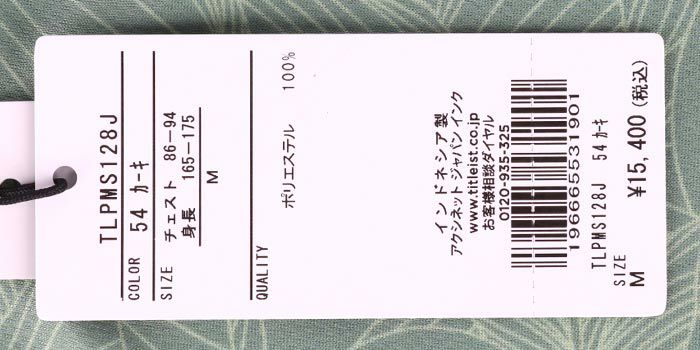 TLPMS128J
COLOR 54 カーキ
SIZE チェスト 86-94
身長 165-175
M
QUALITY
ポリエステル 100%
インドネシア製
アクシネット ジャパン インク
www.titleist.co.jp
お客様相談ダイヤル
0120-935-325
196665531901
TLPMS128J 54 カーキ
SIZE
M
¥15,400(税込)